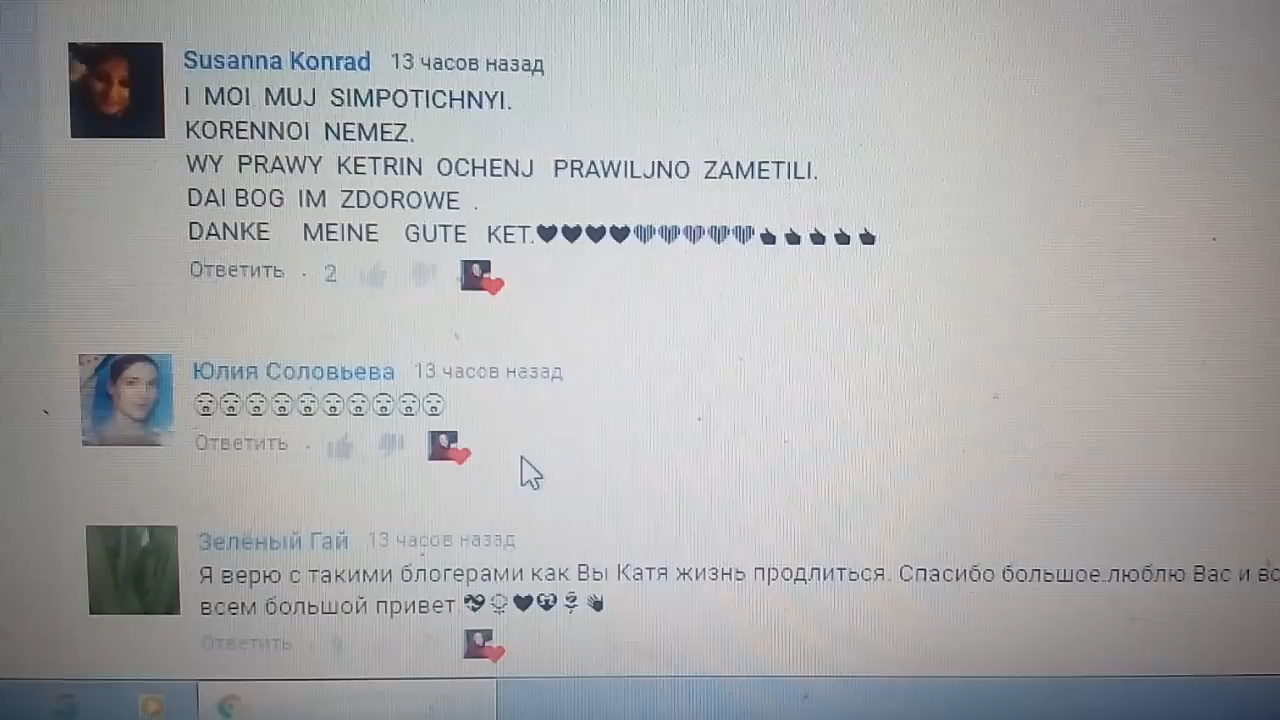 Susanna Konrad 13 часов назад
I MOI MUJ SIMPOTICHNYI.
KORENNOI NEMEZ.
WY PRAWY KETRIN OCHENJ PRAWILJNO ZAMETILI.
DAI BOG IM ZDOROWE .
DANKE MEINE GUTE KET.♥♥♥♥
Ответить · 2
Юлия Соловьева 13 часов назад
Ответить ·
Зеленый Гай 13 часов назад
Я верю с такими блогерами как Вы Катя жизнь продлиться. Спасибо большое.люблю Вас и
всем большой привет
Ответить ·